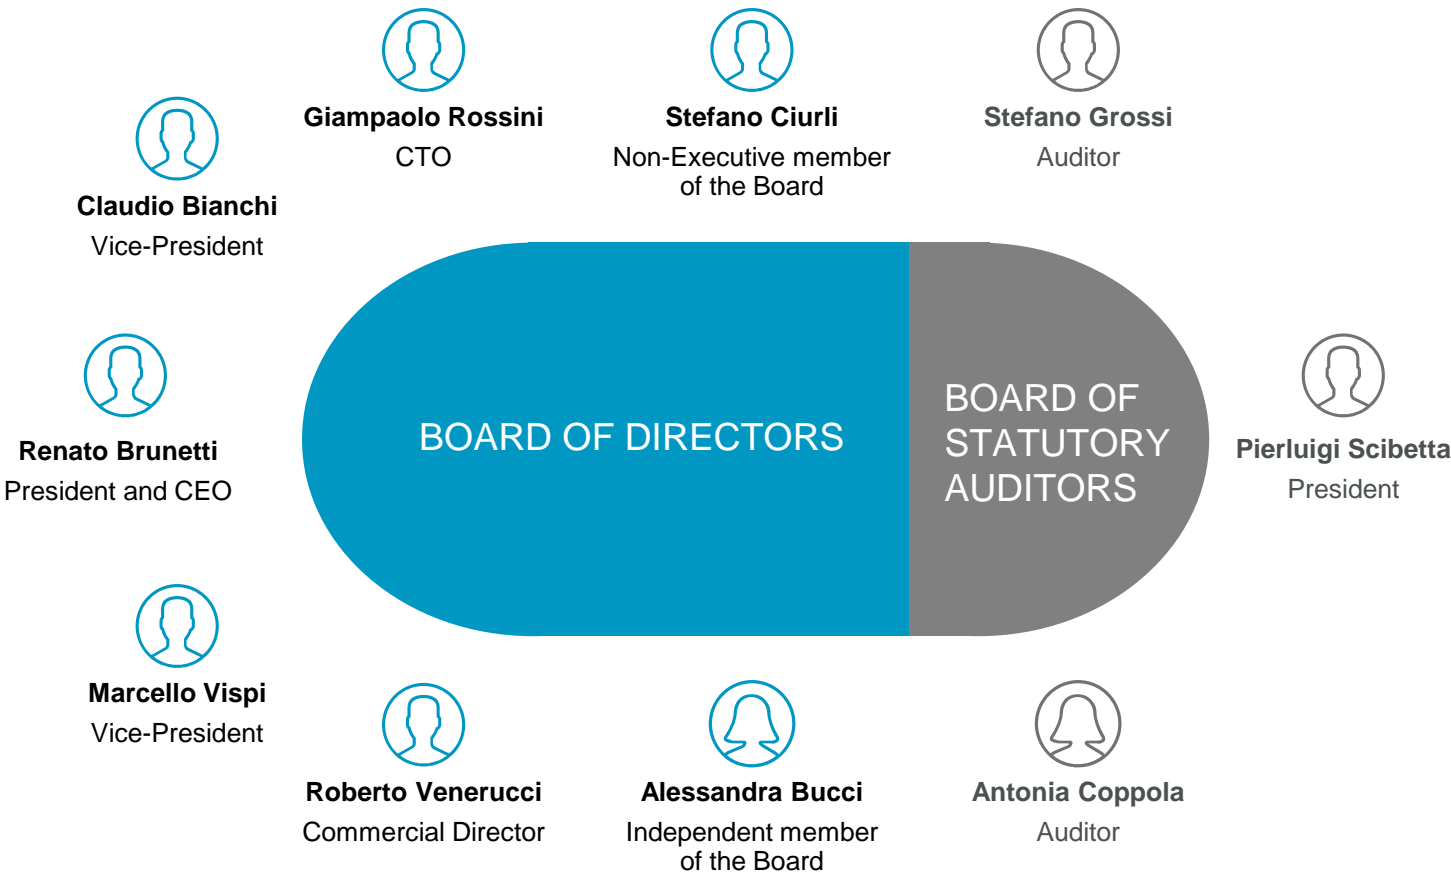 Giampaolo Rossini
CTO
Stefano Ciurli
Non-Executive member
of the Board
Stefano Grossi
Auditor
Claudio Bianchi
Vice-President
BOARD OF DIRECTORS
BOARD OF
STATUTORY
AUDITORS
Renato Brunetti
President and CEO
Pierluigi Scibetta
President
Marcello Vispi
Vice-President
Roberto Venerucci
Commercial Director
Alessandra Bucci
Independent member
of the Board
Antonia Coppola
Auditor